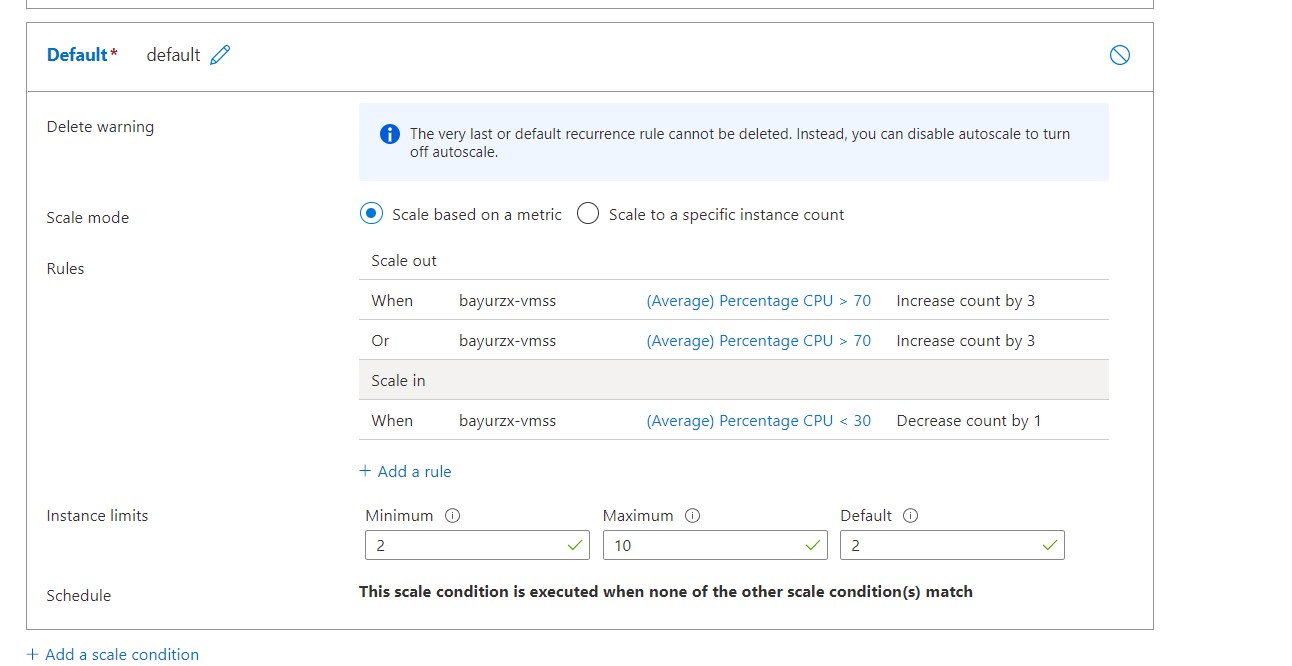 Default* default
Delete warning
The very last or default recurrence rule cannot be deleted. Instead, you can disable autoscale to turn
off autoscale.
Scale mode
Scale based on a metric Scale to a specific instance count
Rules
Scale out
When bayurzx-vmss (Average) Percentage CPU > 70 Increase count by 3
Or bayurzx-vmss (Average) Percentage CPU > 70 Increase count by 3
Scale in
When bayurzx-vmss (Average) Percentage CPU < 30 Decrease count by 1
+ Add a rule
Instance limits
Minimum Maximum Default
2 10 2
Schedule
This scale condition is executed when none of the other scale condition(s) match
+ Add a scale condition